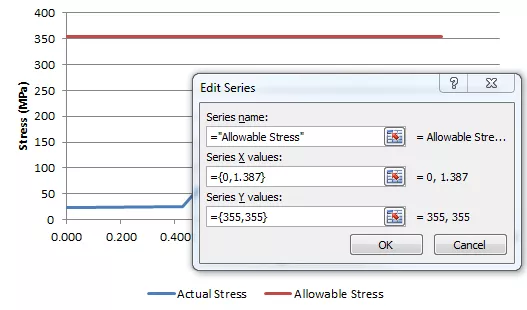 400
350
300
250
200
150
100
50
0
Stress (MPa)
0.000 0.200 0.400
Edit Series
?
Series name:
="Allowable Stress" = Allowable Stre...
Series X values:
={0,1.387} = 0, 1.387
Series Y values:
={355,355} = 355, 355
OK Cancel
Actual Stress Allowable Stress